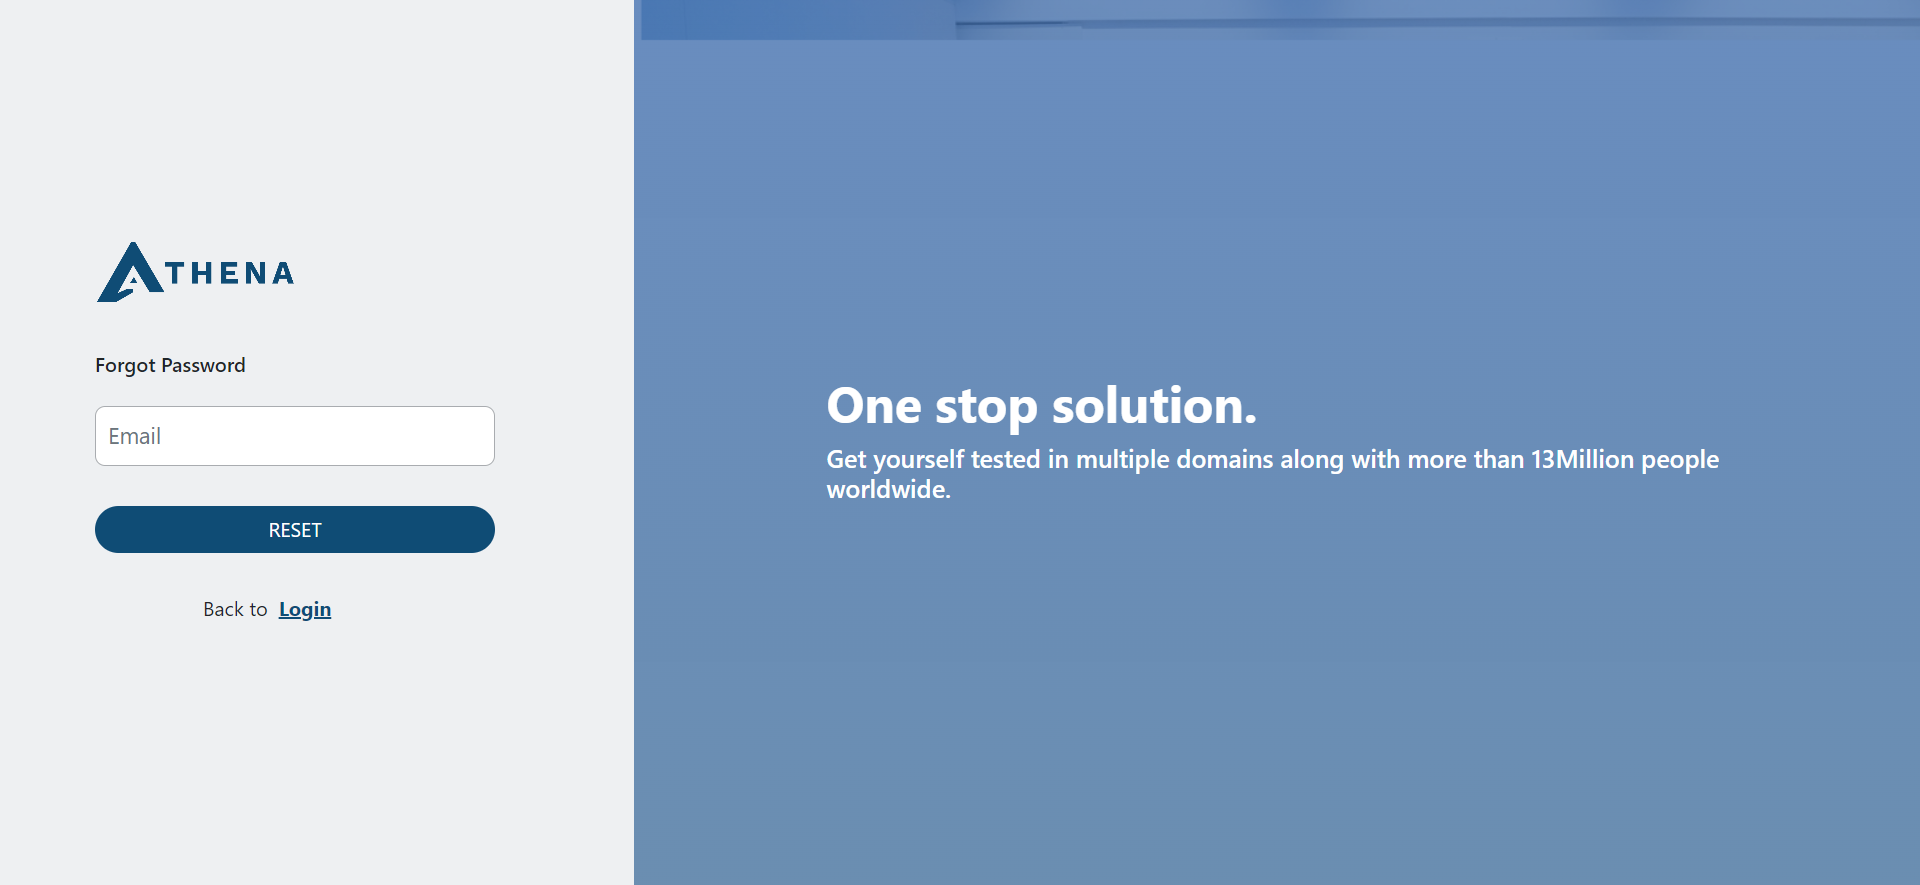 ATHENA
Forgot Password
Email
RESET
Back to Login
One stop solution.
Get yourself tested in multiple domains along with more than 13Million people
worldwide.